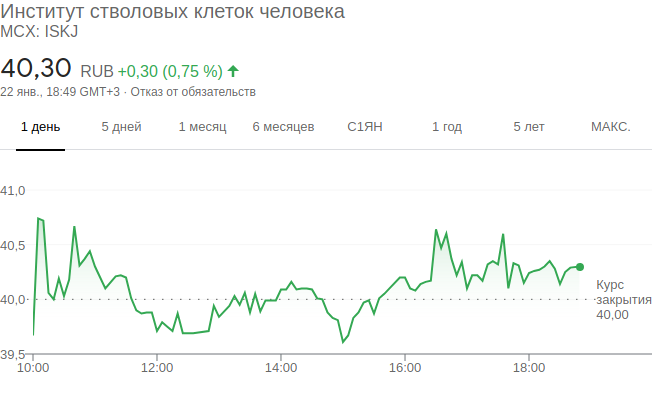 Институт стволовых клеток человека
MCX: ISKJ
40,30 RUB +0,30 (0,75 %)
22 янв., 18:49 GMT+3 · Отказ от обязательств
1 день 5 дней 1 месяц 6 месяцев С1ЯН 1 год 5 лет МАКС.
41,0
40,5
40,0
39,5
Курс
закрытия
40,00
10:00 12:00 14:00 16:00 18:00